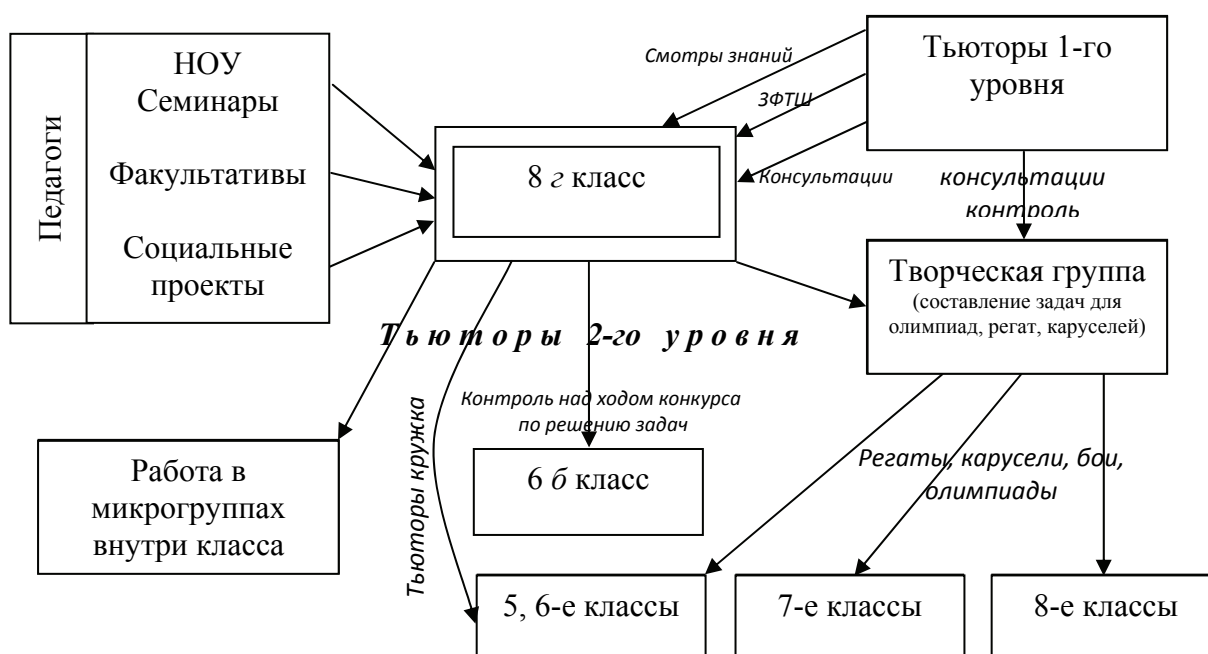 Педагоги
НОУ
Семинары
Факультативы
Социальные
проекты
Смотры знаний
ЗФТШ
Консультации
Тьюторы 1-го
уровня
8 г класс
консультации
контроль
Творческая группа
(составление задач для
олимпиад, регат, каруселей)
Тьюторы 2-го уровня
Тьюторы кружка
Контроль над ходом конкурса
по решению задач
Работа в
микрогруппах
внутри класса
6 б класс
Регаты, карусели, бои,
олимпиады
5, 6-е классы
7-е классы
8-е классы